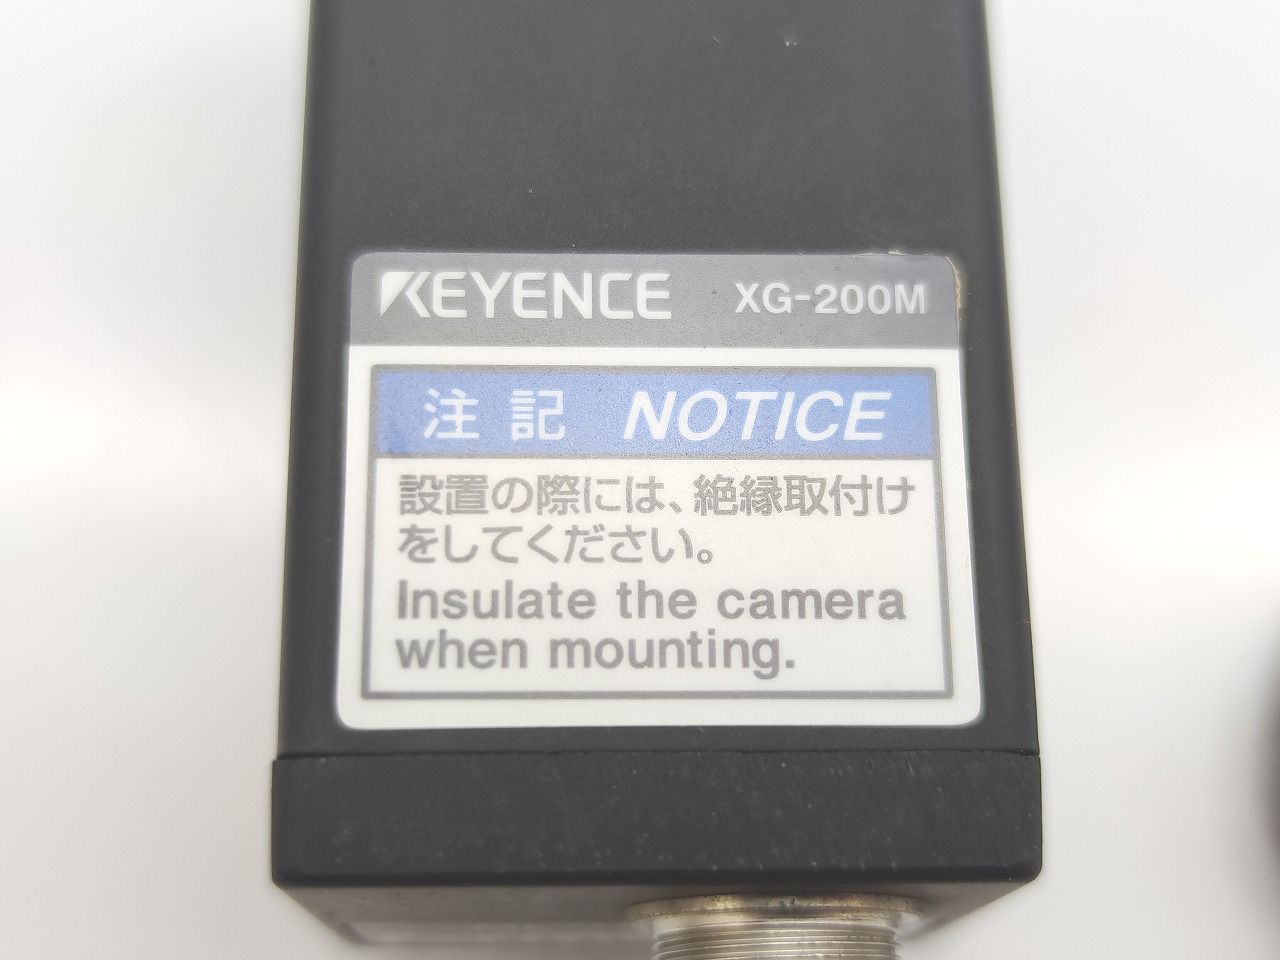 KEYENCE XG-200M
注記 NOTICE
設置の際には、絶縁取付け
をしてください。
Insulate the camera
when mounting.